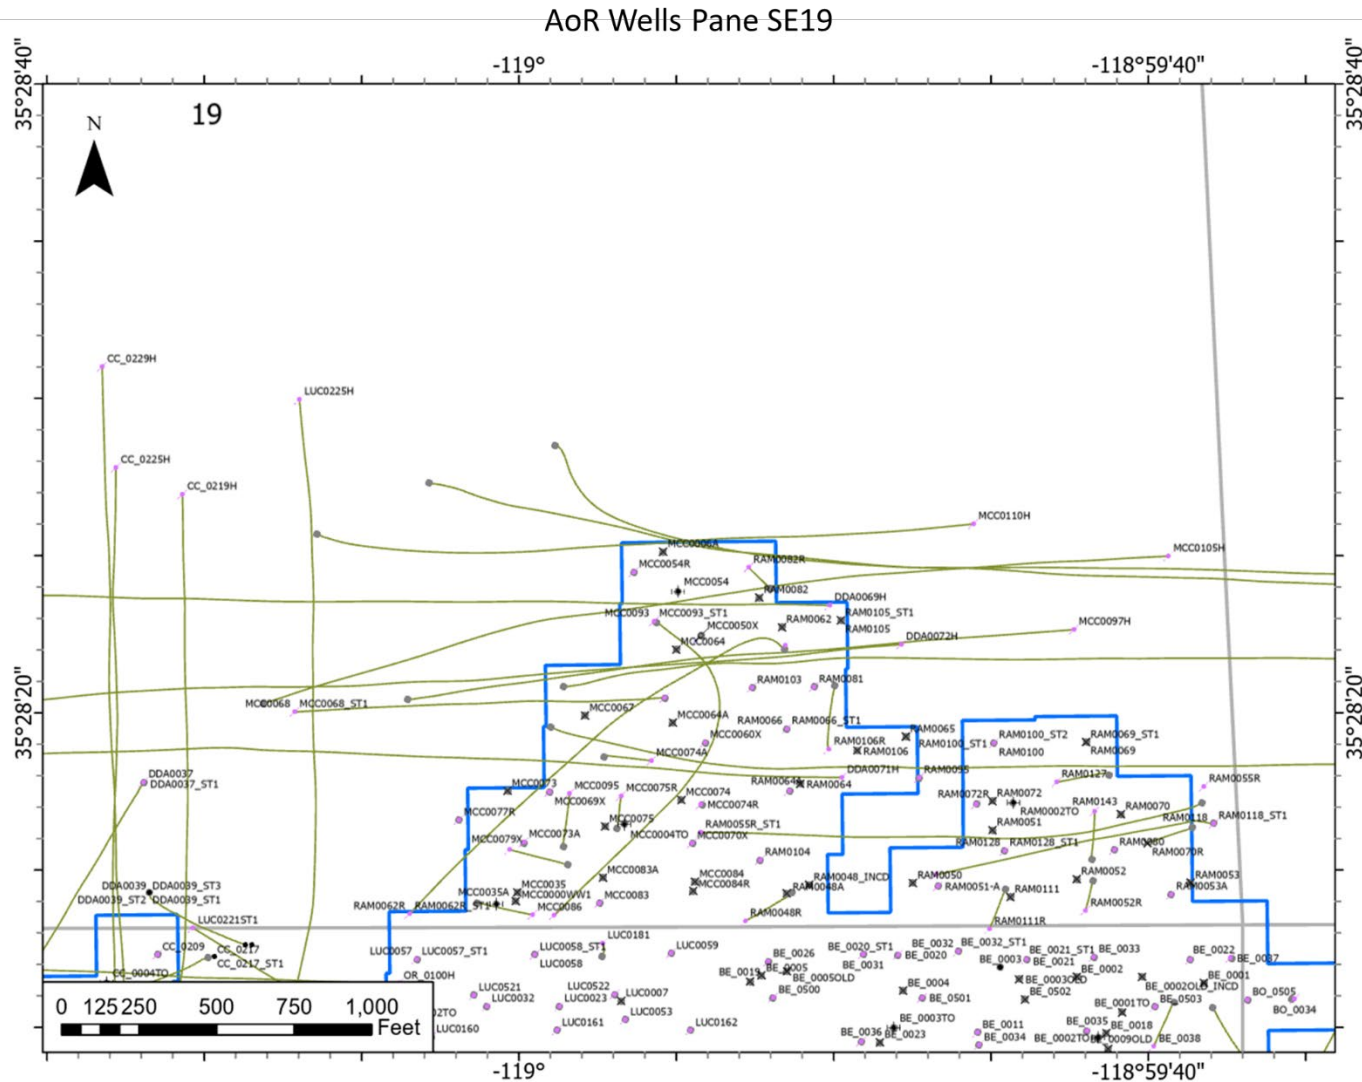 AoR Wells Pane SE19
-119°
-118°59'40"
35°28'40"
35°28'40"
19
N
CC_0229H
LUC0225H
CC_0225H
CC_0219H
MCC0110H
MCC0006A
MCC0105H
RAM0082R
MCC0054R
MCC0054
RAM0082
DDA0069H
MCC0093
MCC0093_ST1
RAM0105_ST1
MCC0050X
RAM0062
RAM0105
MCC0097H
MCC0064
DDA0072H
RAM0103
RAM0081
35°28'20"
35°28'20"
MCC0068
MCC0068_ST1
MCC0067
MCC0064A
RAM0066
RAM0066_ST1
RAM0065
MCC0060X
RAM0106R
RAM0106
RAM0100_ST1
RAM0100_ST2
RAM0100
RAM0069_ST1
RAM0069
MCC0074A
DDA0037
DDA0037_ST1
DDA0071H
RAM0095
RAM0127
RAM0055R
MCC0073
MCC0095
MCC0075R
RAM0064A
RAM0064
MCC0069X
MCC0074
MCC0074R
RAM0072R
RAM0072
RAM0002TO
RAM0143
RAM0070
RAM0118
RAM0118_ST1
MCC0077R
MCC0075
MCC0004TO
RAM0055R_ST1
RAM0051
MCC0079X
MCC0073A
MCC0070X
RAM0128
RAM0128_ST1
RAM0080
RAM0070R
RAM0104
MCC0083A
MCC0084
MCC0084R
RAM0048_INCD
RAM0048A
RAM0050
RAM0051-A
RAM0052
RAM0053
RAM0053A
DDA0039
DDA0039_ST3
DDA0039_ST2
DDA0039_ST1
MCC0035A
MCC0035
MCC0000WW1
MCC0083
RAM0111
RAM0062R
RAM0062R_ST1
MCC0086
RAM0048R
RAM0052R
LUC0221ST1
RAM0111R
LUC0181
CC_0209
CC_0217
CC_0217_ST1
LUC0057
LUC0057_ST1
LUC0058_ST1
LUC0058
LUC0059
BE_0026
BE_0020_ST1
BE_0031
BE_0032
BE_0020
BE_0032_ST1
BE_0003
BE_0021_ST1
BE_0021
BE_0033
BE_0022
BE_0037
CC_0004TO
OR_0100H
BE_0019
BE_0005
BE_0005OLD
BE_0003OLD
BE_0002
BE_0001
LUC0521
LUC0522
LUC0007
BE_0500
BE_0004
BE_0501
BE_0502
BO_0505
LUC0032
LUC0023
BE_0001TO
BE_0503
BO_0034
LUC0053
LUC0160
LUC0161
LUC0162
BE_0003TO
BE_0036
BE_0023
BE_0011
BE_0034
BE_0035
BE_0018
BE_0002TO
BE_0038
0 125 250 500 750 1,000
Feet
-119°
-118°59'40"